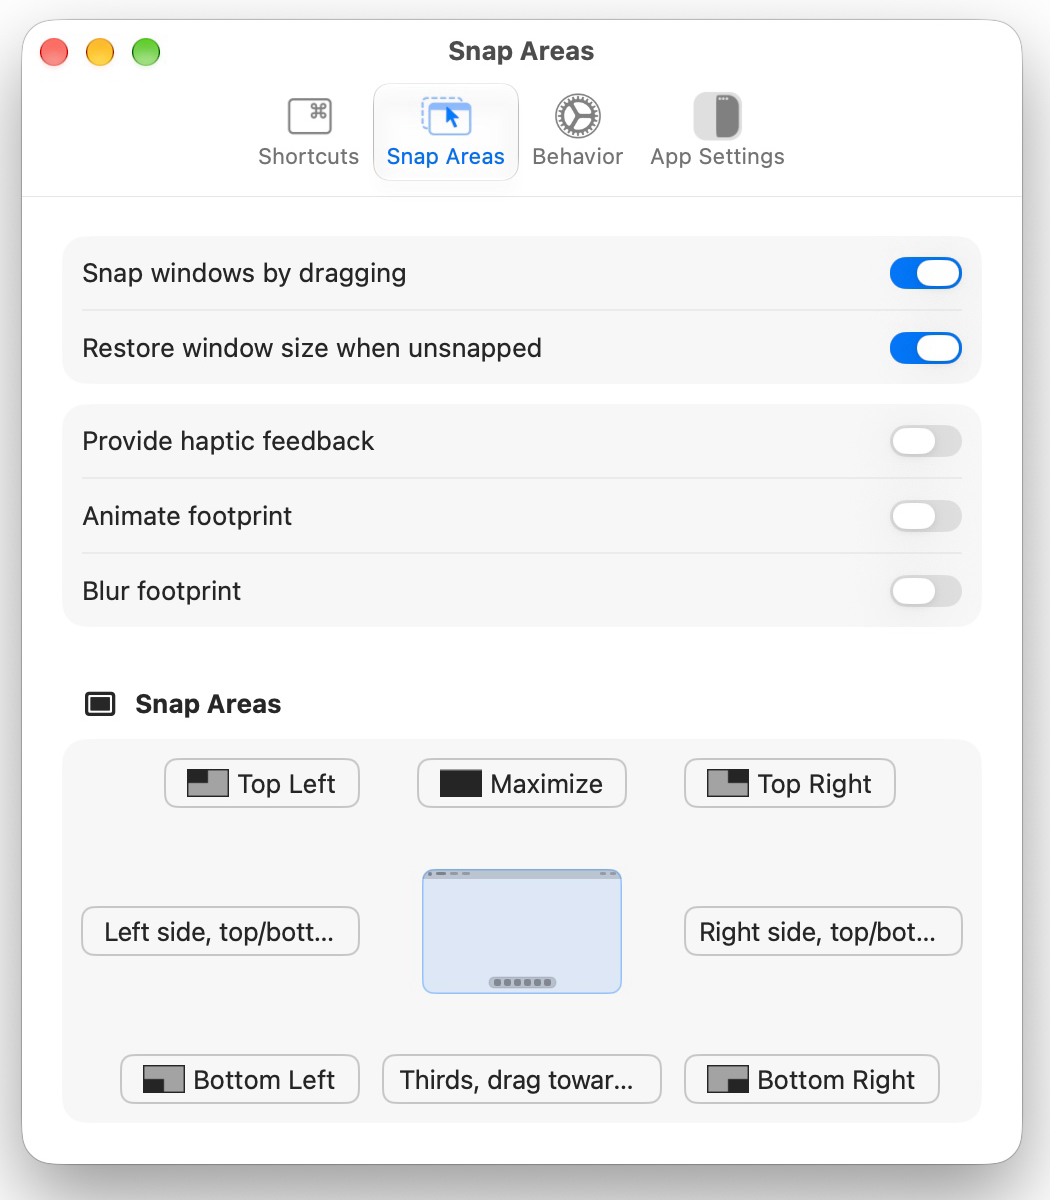 Snap Areas
Shortcuts
Snap Areas
Behavior
App Settings
Snap windows by dragging
Restore window size when unsnapped
Provide haptic feedback
Animate footprint
Blur footprint
Snap Areas
Top Left
Maximize
Top Right
Left side, top/bott...
Right side, top/bot...
Bottom Left
Thirds, drag towar...
Bottom Right